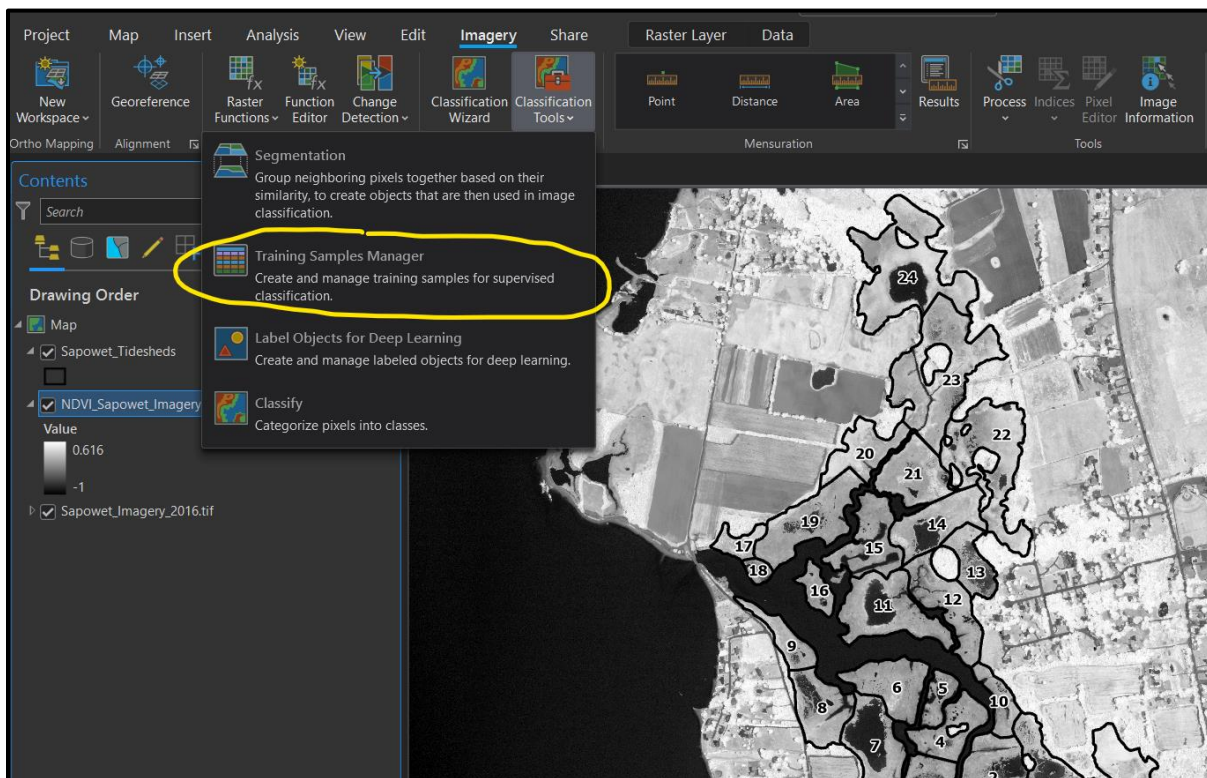 Project Map Insert Analysis View Edit Imagery Share Raster Layer Data
New Workspace
Georeference
Raster Functions
Function Editor
Change Detection
Classification Wizard
Classification Tools
Point
Distance
Area
Results
Process
Indices
Pixel Editor
Image Information
Ortho Mapping
Alignment
Mensuration
Tools
Segmentation
Group neighboring pixels together based on their
similarity, to create objects that are then used in image
classification.
Training Samples Manager
Create and manage training samples for supervised
classification.
Label Objects for Deep Learning
Create and manage labeled objects for deep learning.
Classify
Categorize pixels into classes.
Contents
Search
Drawing Order
Map
Sapowet_Tidesheds
NDVI_Sapowet_Imagery
Value
0.616
-1
Sapowet_Imagery_2016.tif
24
23
22
20
21
19
14
17
15
18
13
16
12
11
9
6
5
8
10
7
4
2